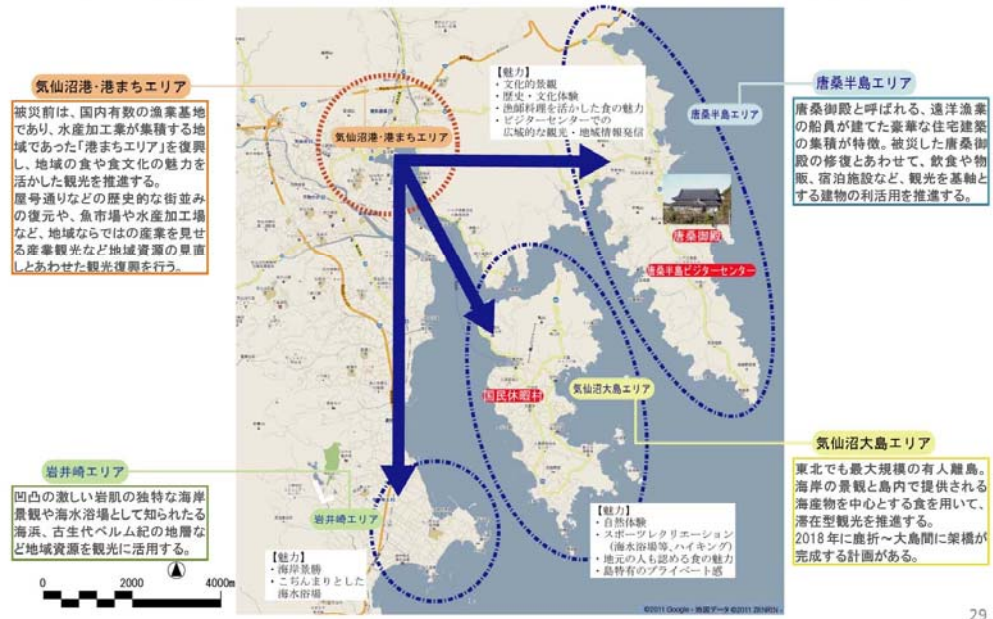 気仙沼港・港まちエリア
被災前は、国内有数の漁業基地
であり、水産加工業が集積する地
域であった「港まちエリア」を復興
し、地域の食や食文化の魅力を
活かした観光を推進する。
屋号通りなどの歴史的な街並み
の復元や、魚市場や水産加工場
など、地域ならではの産業を見せ
る産業観光など地域資源の見直
しとあわせた観光復興を行う。
気仙沼港・港まちエリア
【魅力】
・文化的景観
・歴史・文化体験
・漁師料理を活かした食の魅力
・ビジターセンターでの
広域的な観光・地域情報発信
唐桑半島エリア
唐桑半島エリア
唐桑御殿と呼ばれる、遠洋漁業
の船員が建てた豪華な住宅建築
の集積が特徴。被災した唐桑御
殿の修復とあわせて、飲食や物
販、宿泊施設など、観光を基軸と
する建物の利活用を推進する。
唐桑御殿
唐桑半島ビジターセンター
国民休暇村
気仙沼大島エリア
気仙沼大島エリア
東北でも最大規模の有人離島。
海岸の景観と島内で提供される
海産物を中心とする食を用いて、
滞在型観光を推進する。
2018年に鹿折～大島間に架橋が
完成する計画がある。
岩井崎エリア
凹凸の激しい岩肌の独特な海岸
景観や海水浴場として知られたる
海浜、古生代ペルム紀の地層な
ど地域資源を観光に活用する。
岩井崎エリア
【魅力】
・海岸景勝
・こぢんまりとした
海水浴場
【魅力】
・自然体験
・スポーツレクリエーション
（海水浴場等、ハイキング）
・地元の人も認める食の魅力
・島特有のプライベート感
0 2000 4000m
©2011 Google - 地図データ ©2011 ZENRIN -
29